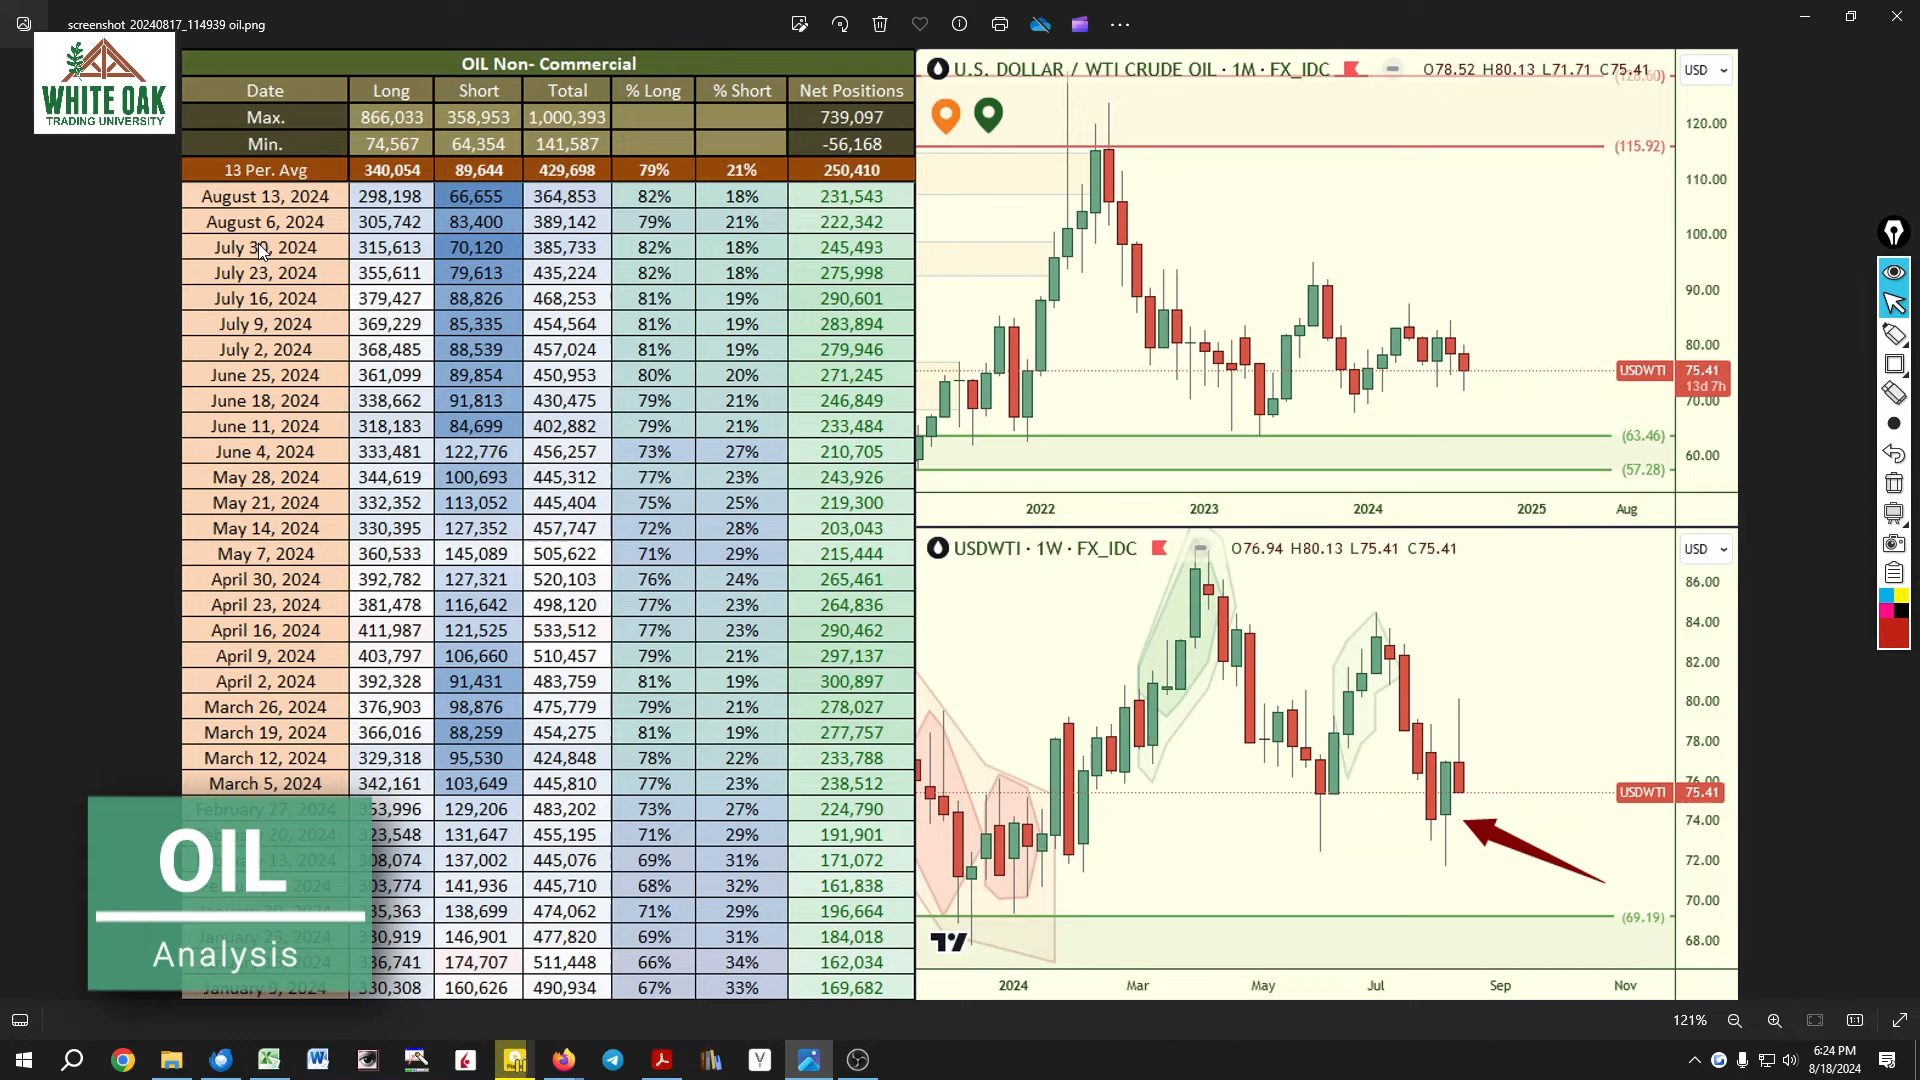 screenshot 20240817_114939 oil.png
WHITE OAK
TRADING UNIVERSITY
OIL Non- Commercial
Date Long Short Total % Long % Short Net Positions
Max. 866,033 358,953 1,000,393 739,097
Min. 74,567 64,354 141,587 -56,168
13 Per. Avg 340,054 89,644 429,698 79% 21% 250,410
August 13, 2024 298,198 66,655 364,853 82% 18% 231,543
August 6, 2024 305,742 83,400 389,142 79% 21% 222,342
July 30, 2024 315,613 70,120 385,733 82% 18% 245,493
July 23, 2024 355,611 79,613 435,224 82% 18% 275,998
July 16, 2024 379,427 88,826 468,253 81% 19% 290,601
July 9, 2024 369,229 85,335 454,564 81% 19% 283,894
July 2, 2024 368,485 88,539 457,024 81% 19% 279,946
June 25, 2024 361,099 89,854 450,953 80% 20% 271,245
June 18, 2024 338,662 91,813 430,475 79% 21% 246,849
June 11, 2024 318,183 84,699 402,882 79% 21% 233,484
June 4, 2024 333,481 122,776 456,257 73% 27% 210,705
May 28, 2024 344,619 100,693 445,312 77% 23% 243,926
May 21, 2024 332,352 113,052 445,404 75% 25% 219,300
May 14, 2024 330,395 127,352 457,747 72% 28% 203,043
May 7, 2024 360,533 145,089 505,622 71% 29% 215,444
April 30, 2024 392,782 127,321 520,103 76% 24% 265,461
April 23, 2024 381,478 116,642 498,120 77% 23% 264,836
April 16, 2024 411,987 121,525 533,512 77% 23% 290,462
April 9, 2024 403,797 106,660 510,457 79% 21% 297,137
April 2, 2024 392,328 91,431 483,759 81% 19% 300,897
March 26, 2024 376,903 98,876 475,779 79% 21% 278,027
March 19, 2024 366,016 88,259 454,275 81% 19% 277,757
March 12, 2024 329,318 95,530 424,848 78% 22% 233,788
March 5, 2024 342,161 103,649 445,810 77% 23% 238,512
February 27, 2024 129,206 483,202 73% 27% 224,790
131,647 455,195 71% 29% 191,901
137,002 445,076 69% 31% 171,072
141,936 445,710 68% 32% 161,838
138,699 474,062 71% 29% 196,664
146,901 477,820 69% 31% 184,018
174,707 511,448 66% 34% 162,034
January 9, 2024 160,626 490,934 67% 33% 169,682
OIL
Analysis
U.S. DOLLAR / WTI CRUDE OIL · 1M · FX_IDC O78.52 H80.13 L71.71 C75.41
USD
120.00
(115.92)
110.00
100.00
90.00
80.00
USDWTI 75.41
13d 7h
70.00
(63.46)
60.00
(57.28)
2022 2023 2024 2025 Aug
USDWTI · 1W · FX_IDC O76.94 H80.13 L75.41 C75.41
USD
86.00
84.00
82.00
80.00
78.00
76.00
USDWTI 75.41
74.00
72.00
70.00
(69.19)
68.00
2024 Mar May Jul Sep Nov
121%
6:24 PM
8/18/2024